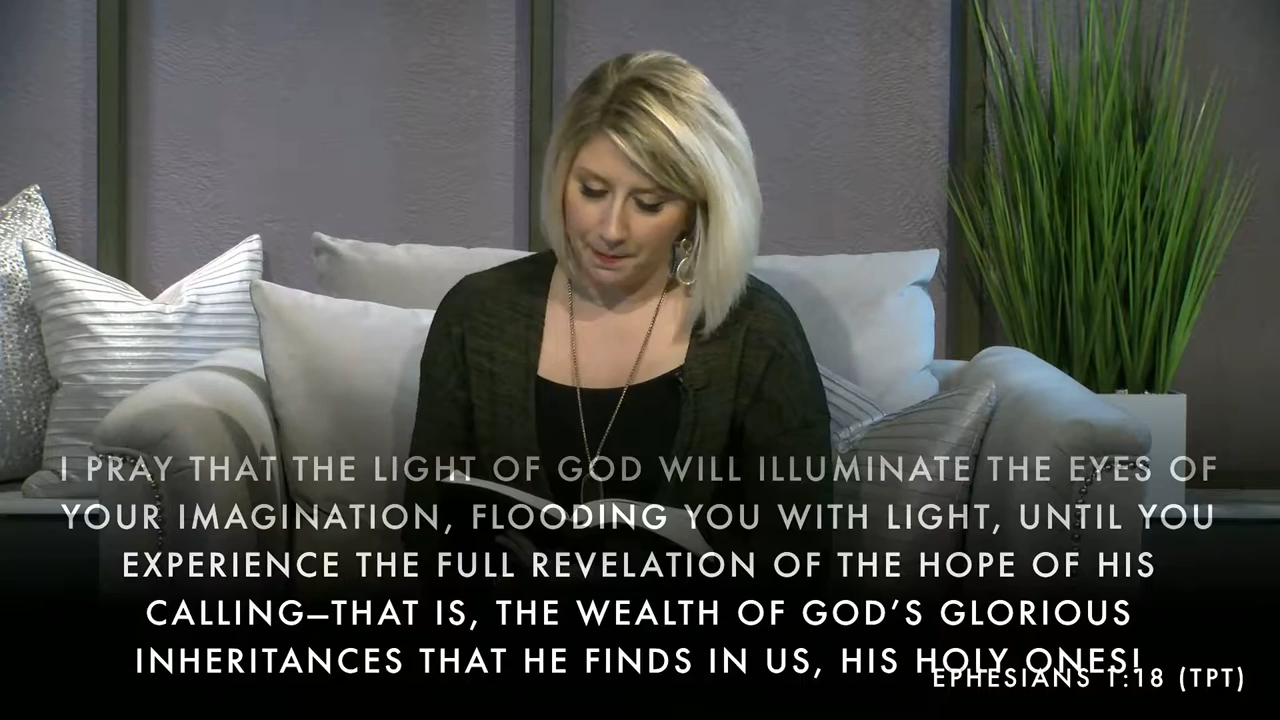 I PRAY THAT THE LIGHT OF GOD WILL ILLUMINATE THE EYES OF
YOUR IMAGINATION, FLOODING YOU WITH LIGHT, UNTIL YOU
EXPERIENCE THE FULL REVELATION OF THE HOPE OF HIS
CALLING—THAT IS, THE WEALTH OF GOD'S GLORIOUS
INHERITANCES THAT HE FINDS IN US, HIS HOLY ONES!
EPHESIANS 1:18 (TPT)